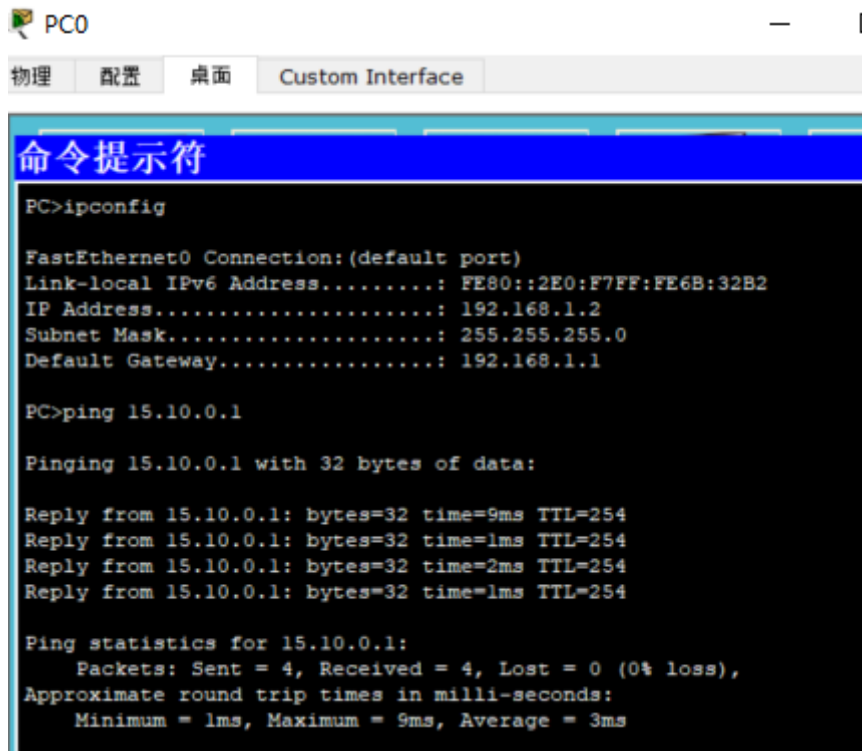 PC0
物理 配置 桌面 Custom Interface
命令提示符
PC>ipconfig
FastEthernet0 Connection:(default port)
Link-local IPv6 Address.........: FE80::2E0:F7FF:FE6B:32B2
IP Address......................: 192.168.1.2
Subnet Mask.....................: 255.255.255.0
Default Gateway.................: 192.168.1.1
PC>ping 15.10.0.1
Pinging 15.10.0.1 with 32 bytes of data:
Reply from 15.10.0.1: bytes=32 time=9ms TTL=254
Reply from 15.10.0.1: bytes=32 time=1ms TTL=254
Reply from 15.10.0.1: bytes=32 time=2ms TTL=254
Reply from 15.10.0.1: bytes=32 time=1ms TTL=254
Ping statistics for 15.10.0.1:
Packets: Sent = 4, Received = 4, Lost = 0 (0% loss),
Approximate round trip times in milli-seconds:
Minimum = 1ms, Maximum = 9ms, Average = 3ms